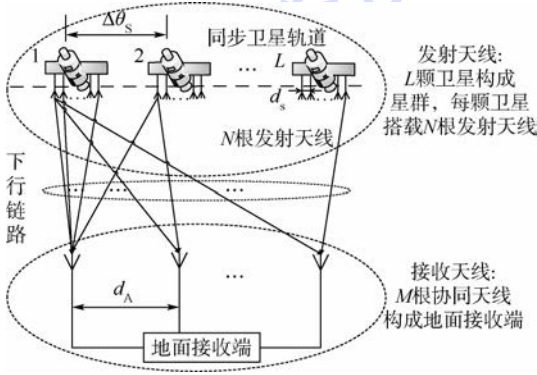 Δθ_S
1
2
同步卫星轨道
L
...
d_s
N根发射天线
发射天线:
L颗卫星构成
星群，每颗卫星
搭载N根发射天线
下行链路
...
...
...
...
d_A
接收天线:
M根协同天线
构成地面接收端
地面接收端